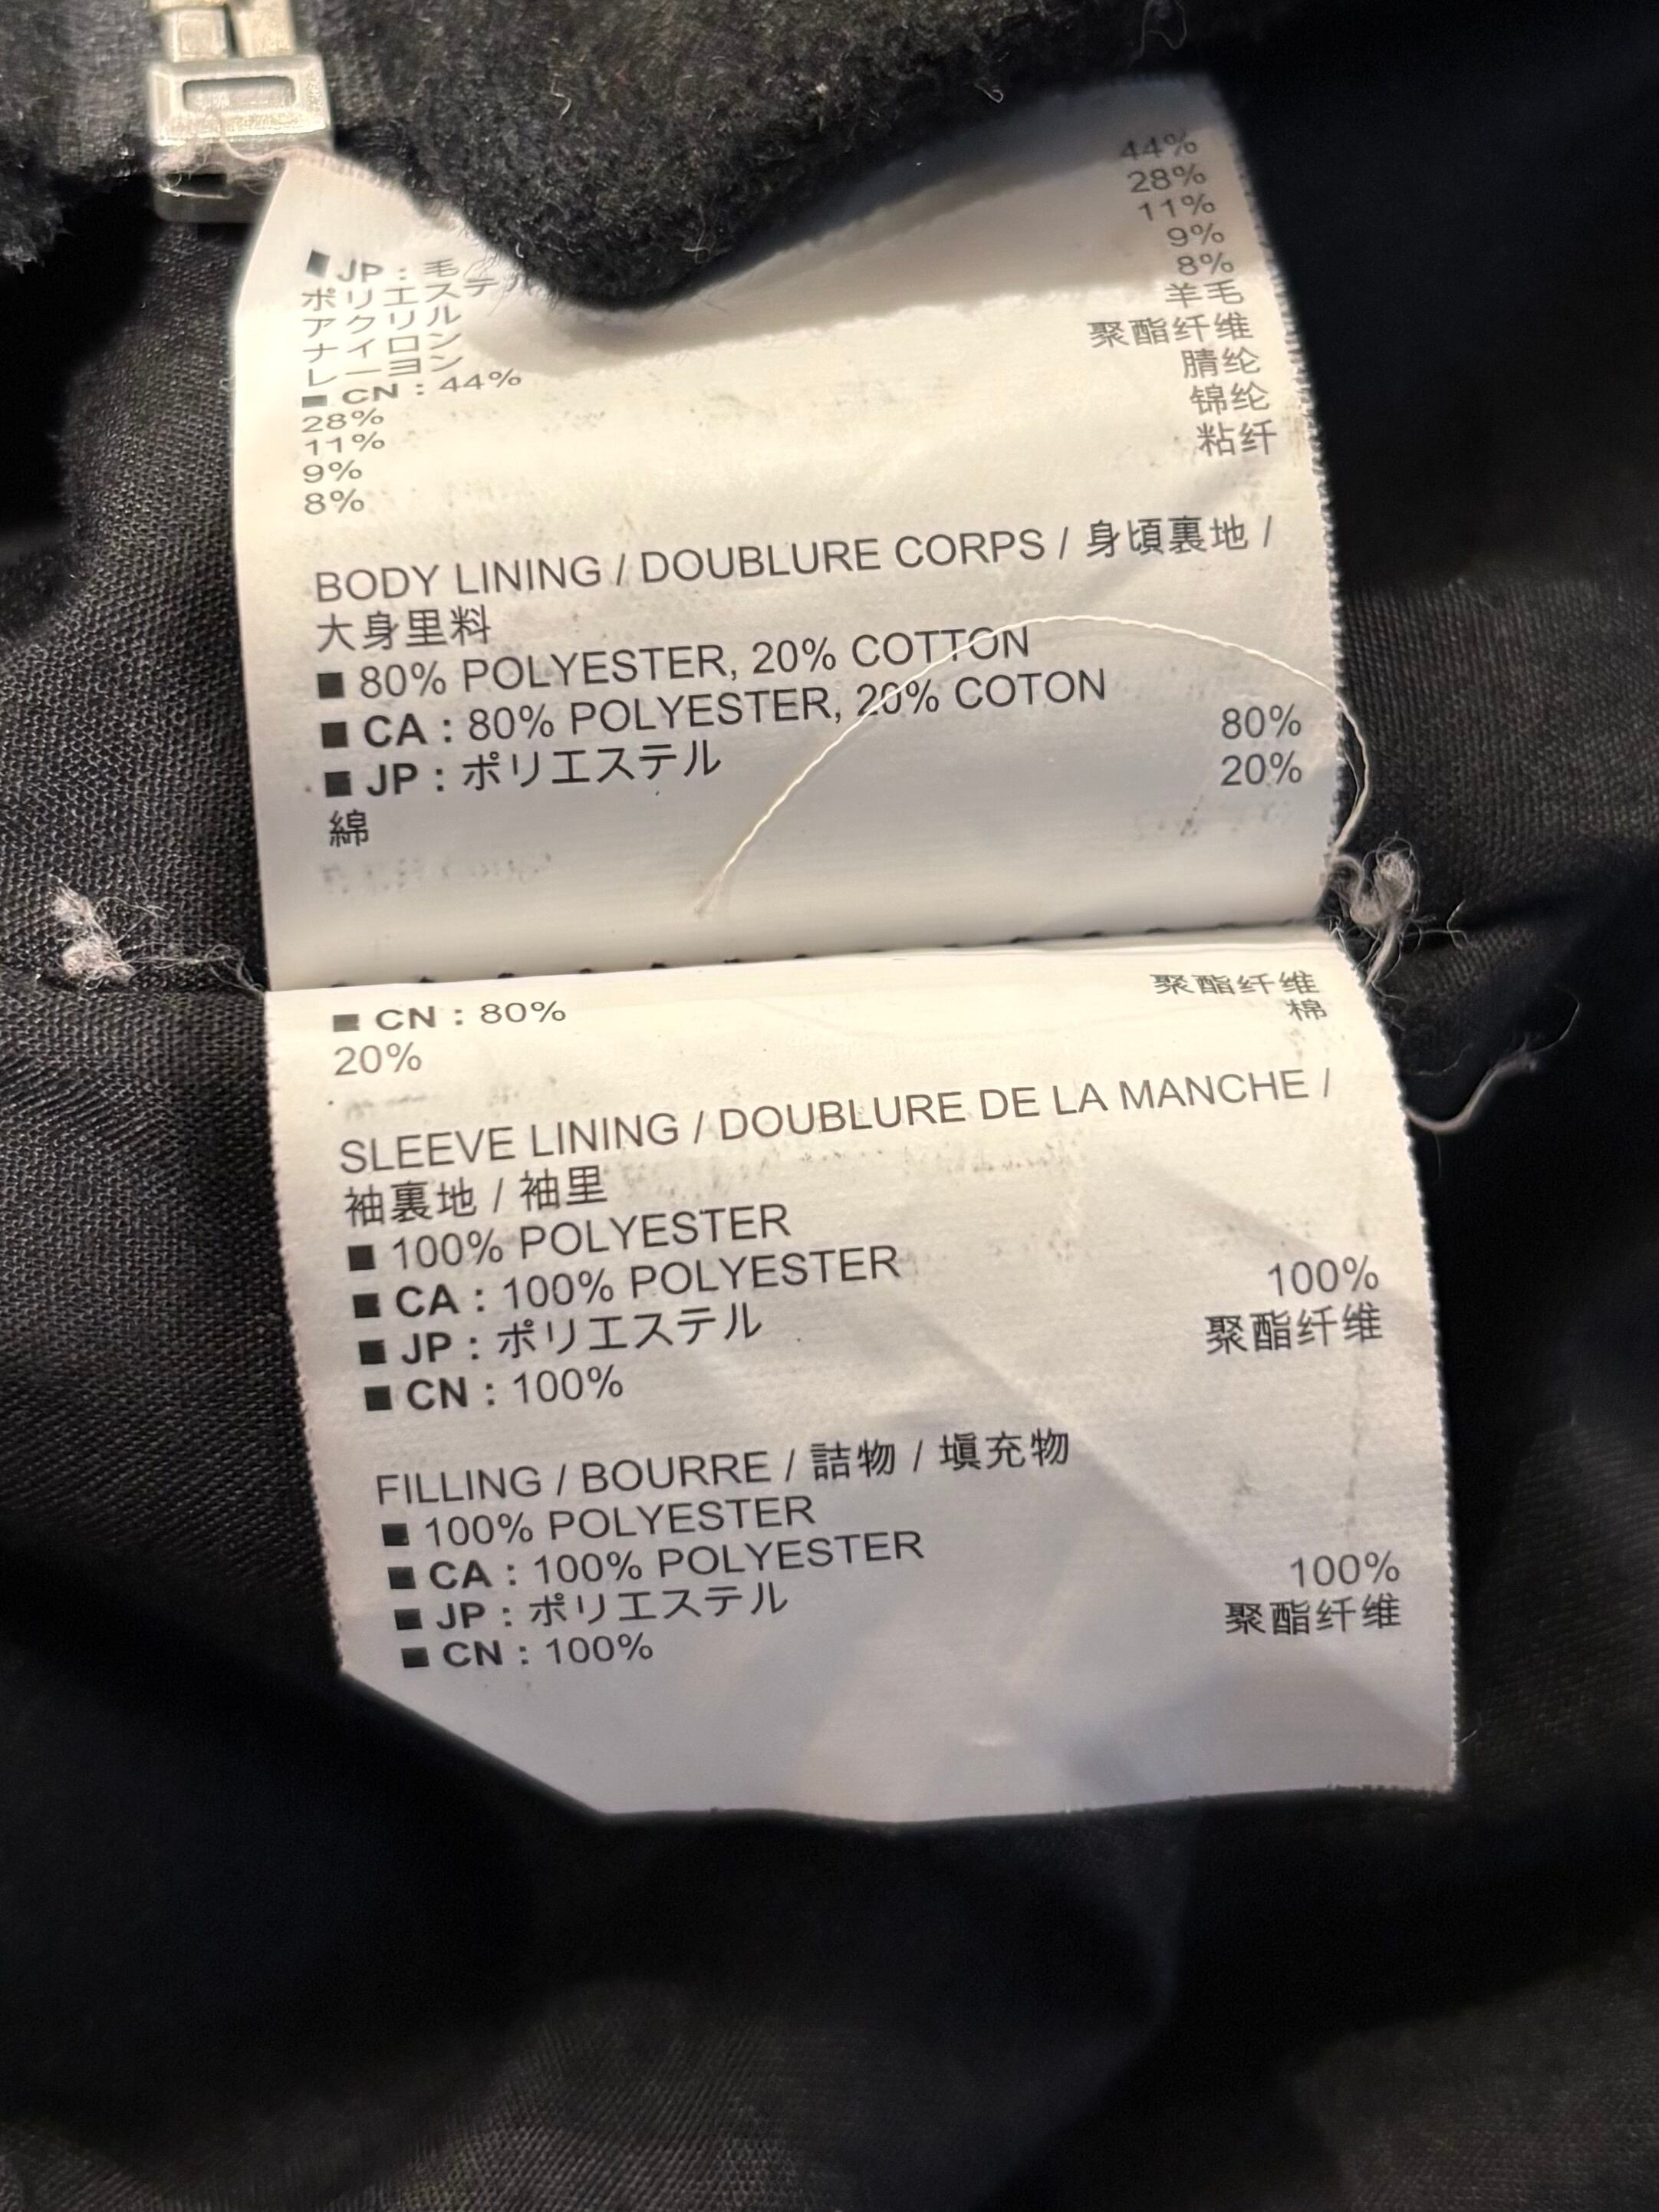 44%
28%
11%
9%
8%
■ JP : 毛
ポリエステル
アクリル
ナイロン
レーヨン
■ CN : 44% 羊毛
28% 聚酯纤维
11% 腈纶
9% 锦纶
8% 粘纤
BODY LINING / DOUBLURE CORPS / 身頃裏地 /
大身里料
■ 80% POLYESTER, 20% COTTON
■ CA : 80% POLYESTER, 20% COTON
■ JP : ポリエステル 80%
綿 20%
■ CN : 80% 聚酯纤维
20% 棉
SLEEVE LINING / DOUBLURE DE LA MANCHE /
袖裏地 / 袖里
■ 100% POLYESTER
■ CA : 100% POLYESTER
■ JP : ポリエステル 100%
■ CN : 100% 聚酯纤维
FILLING / BOURRE / 詰物 / 填充物
■ 100% POLYESTER
■ CA : 100% POLYESTER
■ JP : ポリエステル 100%
■ CN : 100% 聚酯纤维